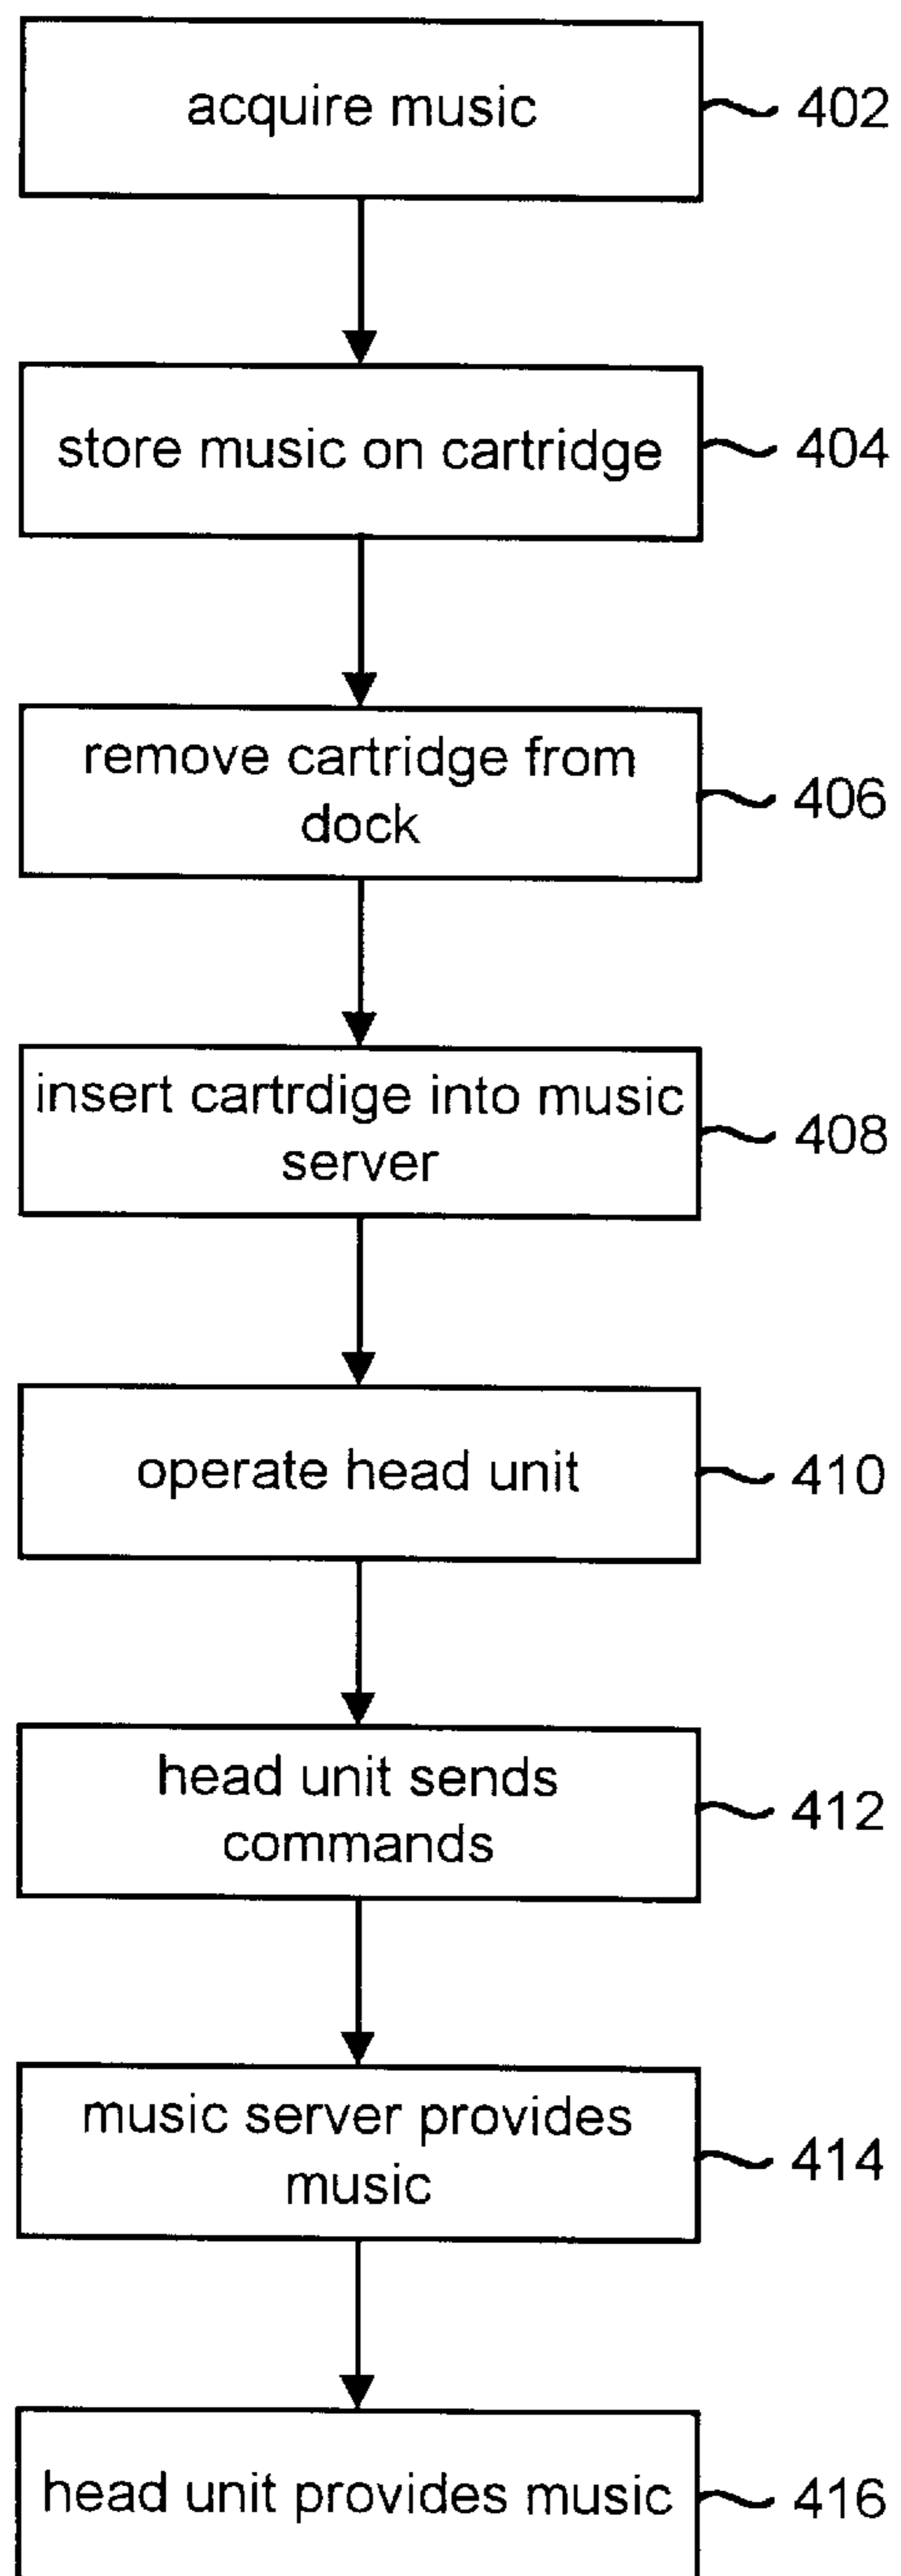 acquire music
402
store music on cartridge
404
remove cartridge from
dock
406
insert cartrdige into music
server
408
operate head unit
410
head unit sends
commands
412
music server provides
music
414
head unit provides music
416